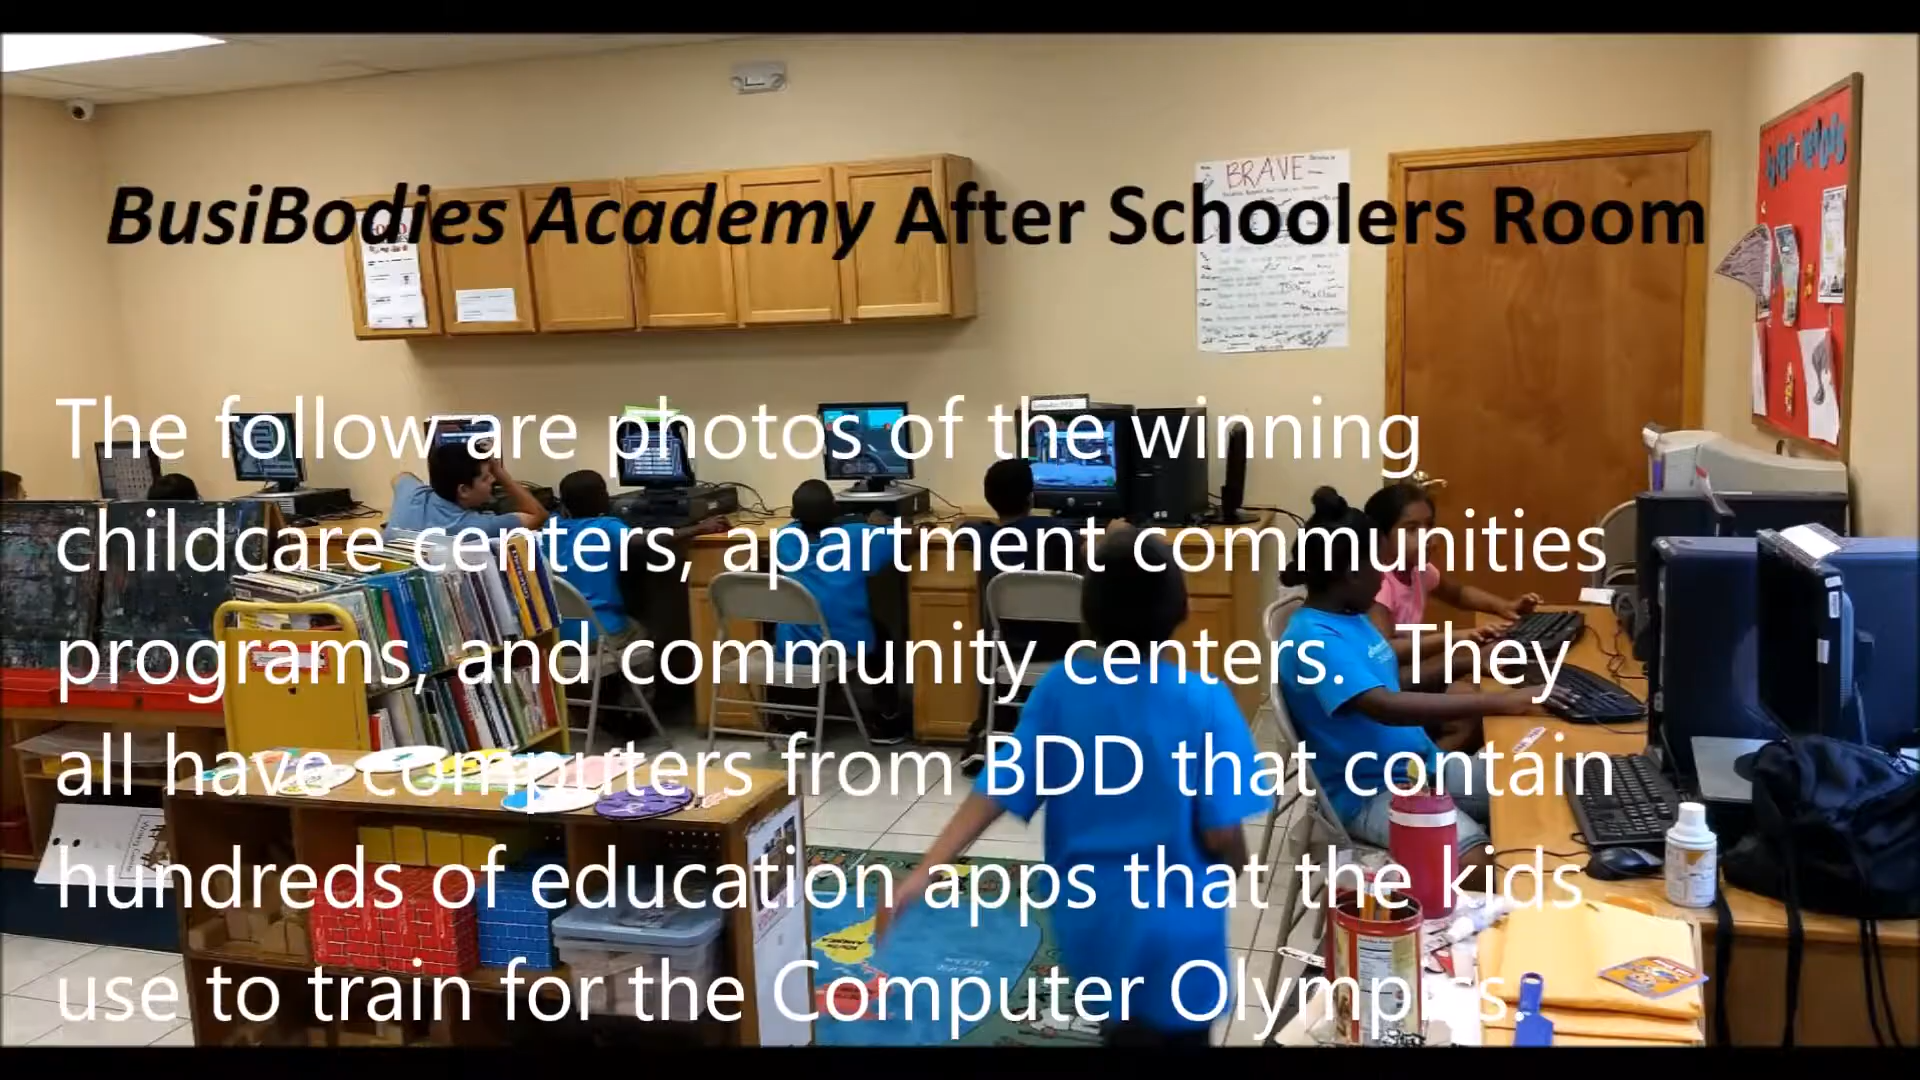 BusiBodies Academy After Schoolers Room
BRAVE
The follow are photos of the winning
childcare centers, apartment communities
programs, and community centers.  They
all have computers from BDD that contain
hundreds of education apps that the kids
use to train for the Computer Olympics.